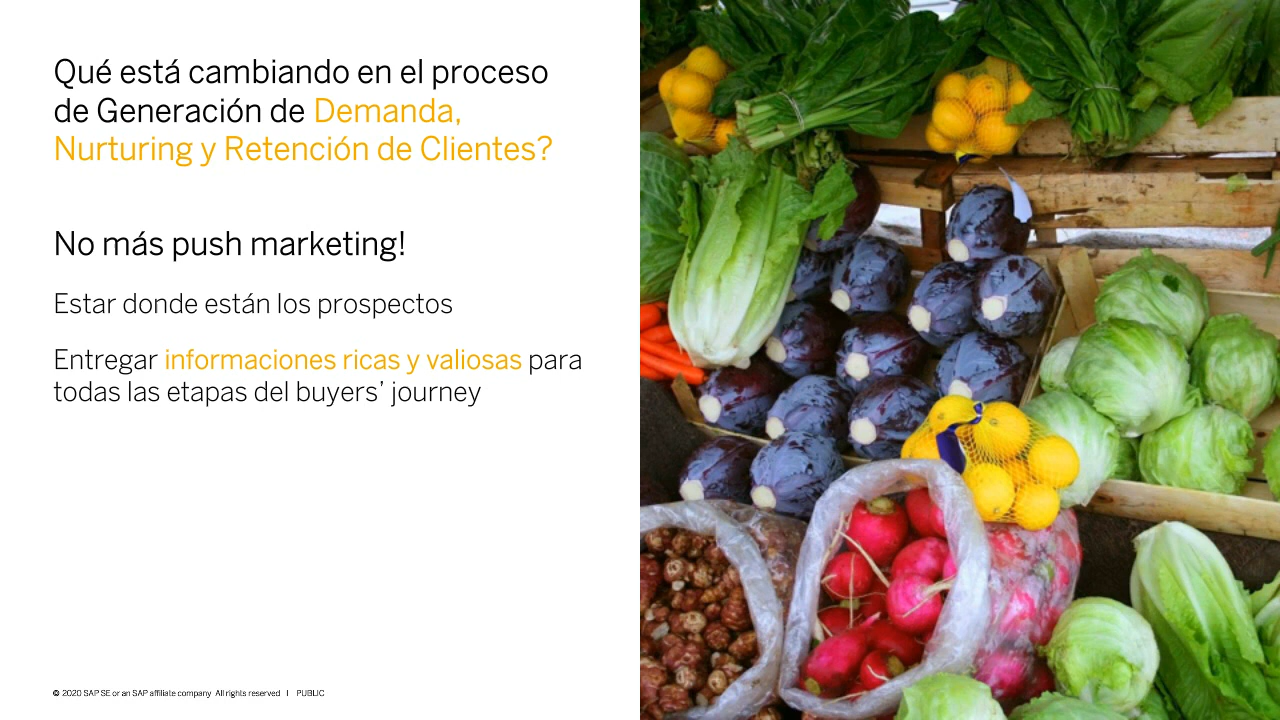 Qué está cambiando en el proceso
de Generación de Demanda,
Nurturing y Retención de Clientes?
No más push marketing!
Estar donde están los prospectos
Entregar informaciones ricas y valiosas para
todas las etapas del buyers’ journey
© 2020 SAP SE or an SAP affiliate company. All rights reserved | PUBLIC